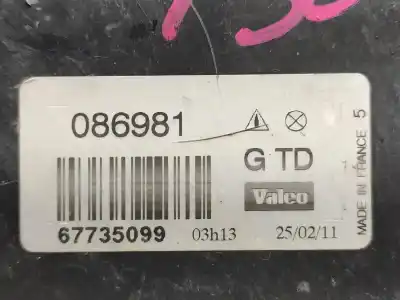 086981
G TD
Valeo
67735099 03h13 25/02/11
MADE IN FRANCE 5